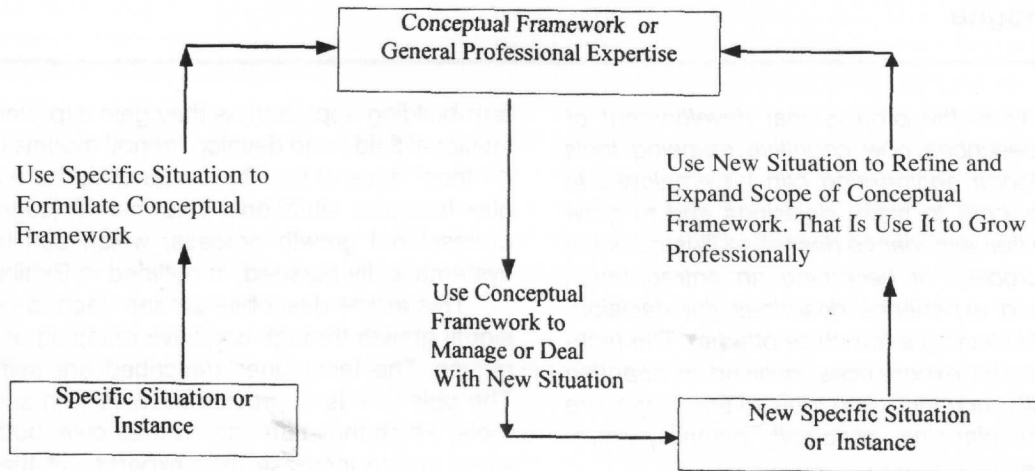 Conceptual Framework or
General Professional Expertise
Use Specific Situation to
Formulate Conceptual
Framework
Use New Situation to Refine and
Expand Scope of Conceptual
Framework. That Is Use It to Grow
Professionally
Use Conceptual
Framework to
Manage or Deal
With New Situation
Specific Situation or
Instance
New Specific Situation
or Instance